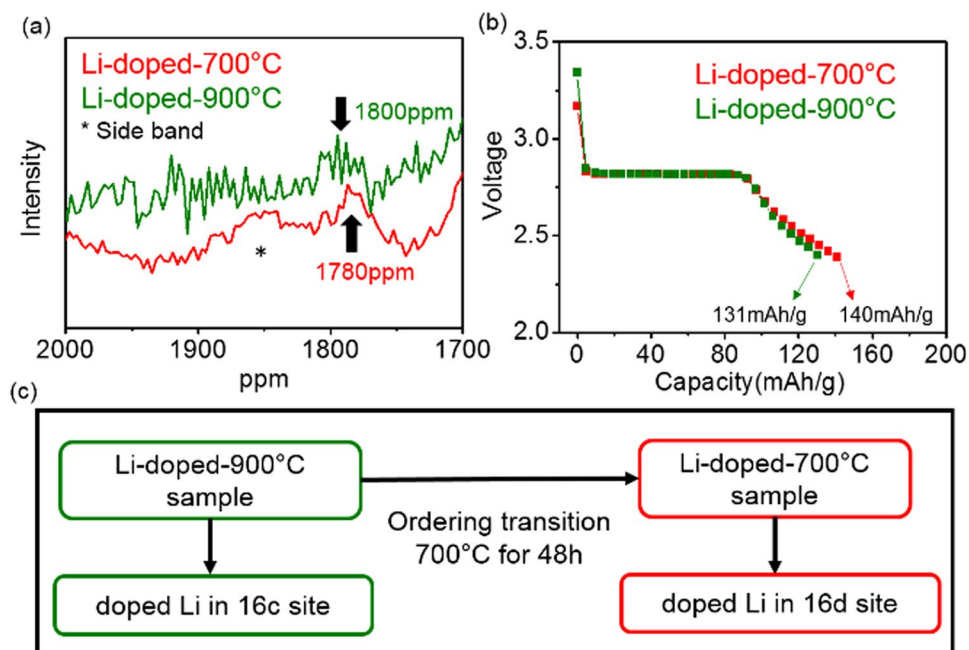 (a)
Li-doped-700°C
Li-doped-900°C
* Side band
1800ppm
*
1780ppm
Intensity
2000 1900 1800 1700
ppm
(b)
Li-doped-700°C
Li-doped-900°C
3.5
3.0
2.5
2.0
Voltage
131mAh/g 140mAh/g
0 40 80 120 160 200
Capacity(mAh/g)
(c)
Li-doped-900°C
sample
Ordering transition
700°C for 48h
Li-doped-700°C
sample
doped Li in 16c site
doped Li in 16d site